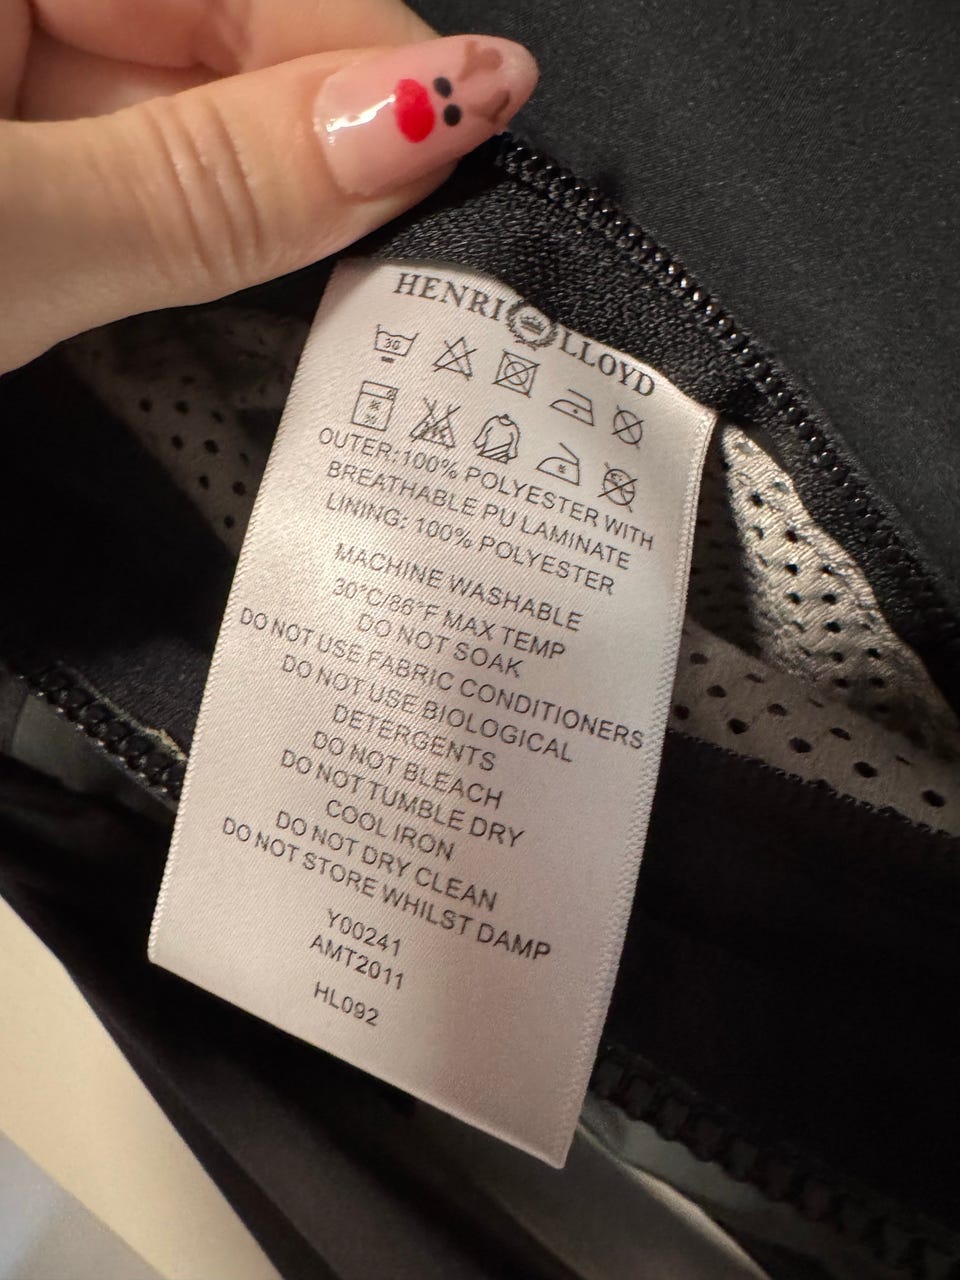 HENRI LLOYD
30
OUTER: 100% POLYESTER WITH
BREATHABLE PU LAMINATE
LINING: 100% POLYESTER
MACHINE WASHABLE
30°C/86°F MAX TEMP
DO NOT SOAK
DO NOT USE FABRIC CONDITIONERS
DO NOT USE BIOLOGICAL
DETERGENTS
DO NOT BLEACH
DO NOT TUMBLE DRY
COOL IRON
DO NOT DRY CLEAN
DO NOT STORE WHILST DAMP
Y00241
AMT2011
HL092